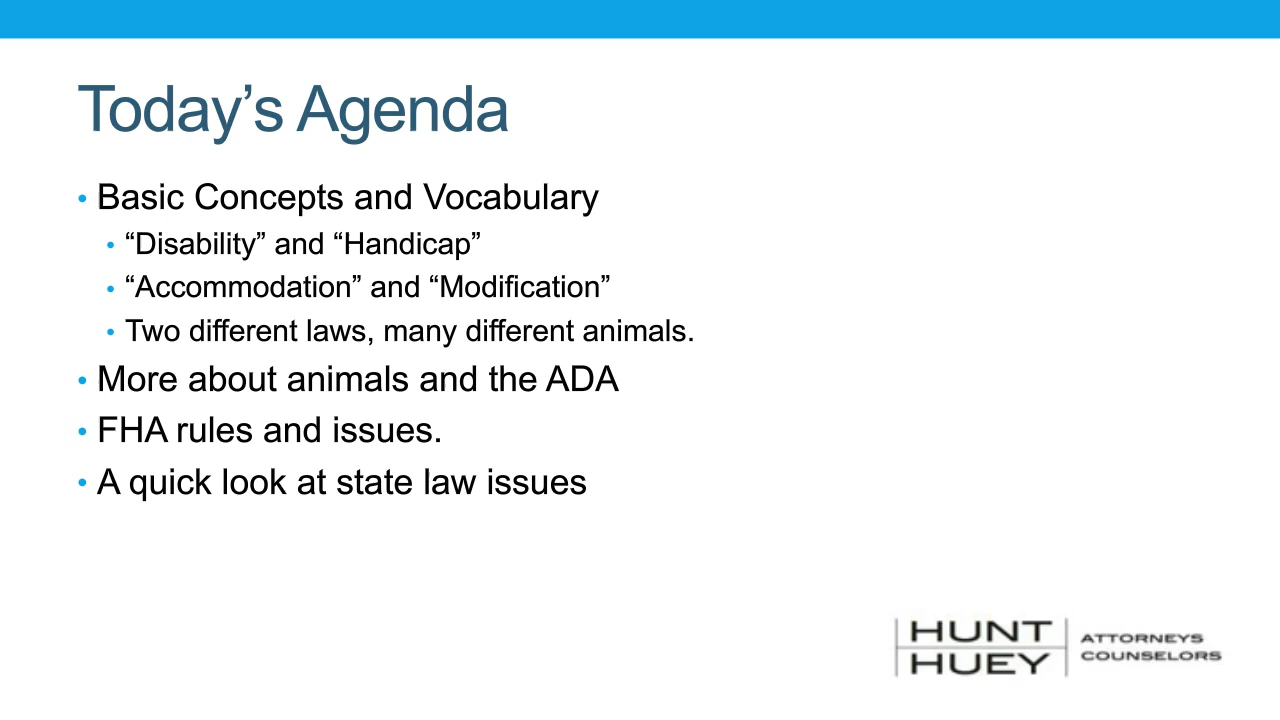 Today’s Agenda
• Basic Concepts and Vocabulary
• “Disability” and “Handicap”
• “Accommodation” and “Modification”
• Two different laws, many different animals.
• More about animals and the ADA
• FHA rules and issues.
• A quick look at state law issues
HUNT
HUEY
ATTORNEYS
COUNSELORS